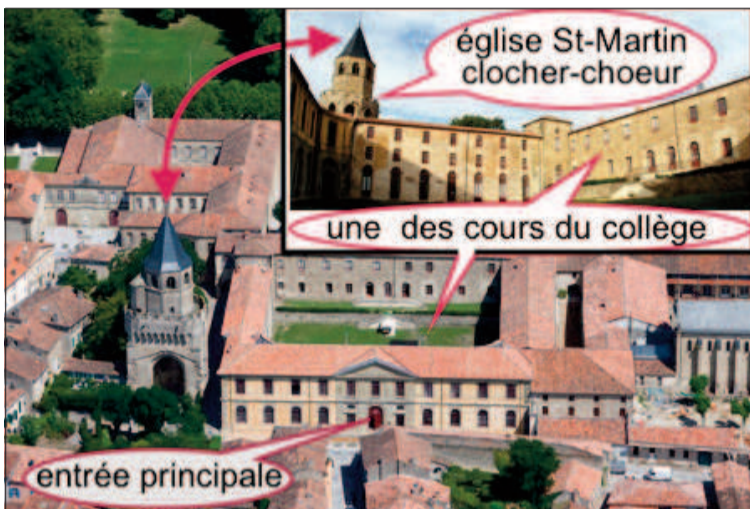 église St-Martin
clocher-choeur
une des cours du collège
entrée principale